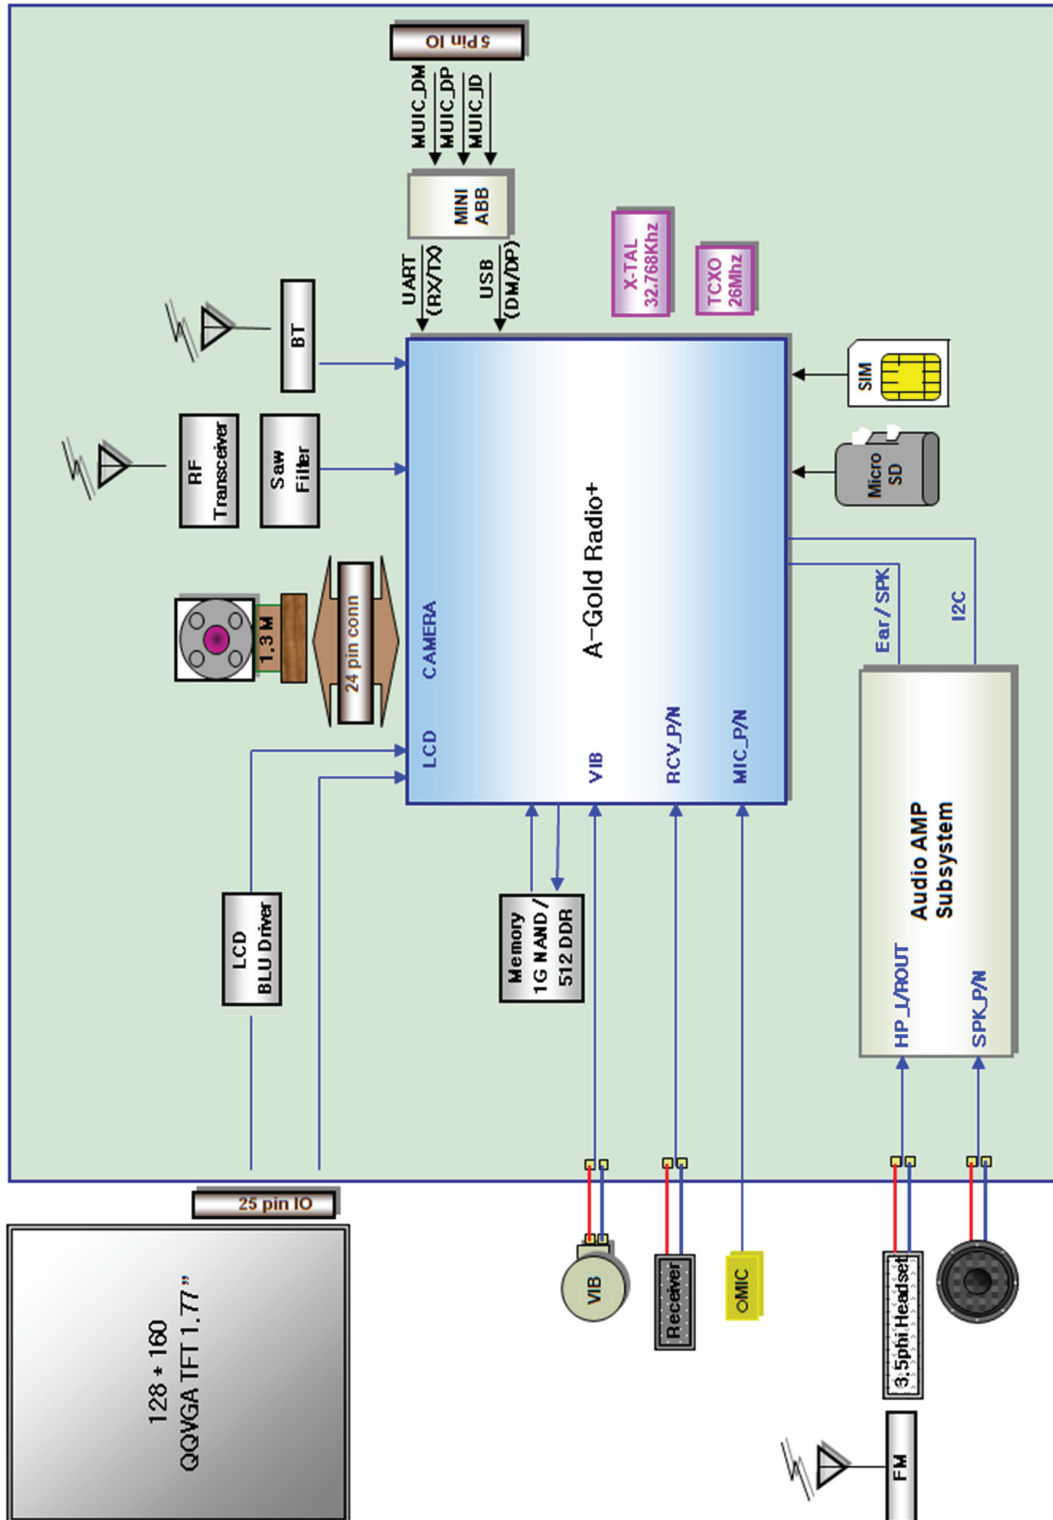 5 Pin IO
MUIC_DM
MUIC_DP
MUIC_ID
MINI
ABB
UART
(RX/TX)
USB
(DM/DP)
X-TAL
32.768Khz
TCXO
26Mhz
BT
RF
Transceiver
Saw
Filter
1.3 M
24 pin conn
CAMERA
LCD
A-Gold Radio+
VIB
RCV_P/N
MIC_P/N
SIM
Micro
SD
Ear / SPK
I2C
LCD
BLU Driver
Memory
1G NAND /
512 DDR
Audio AMP
Subsystem
HP_L/ROUT
SPK_P/N
25 pin IO
128 * 160
QQVGA TFT 1.77”
VIB
Receiver
○MIC
3.5phi Headset
FM